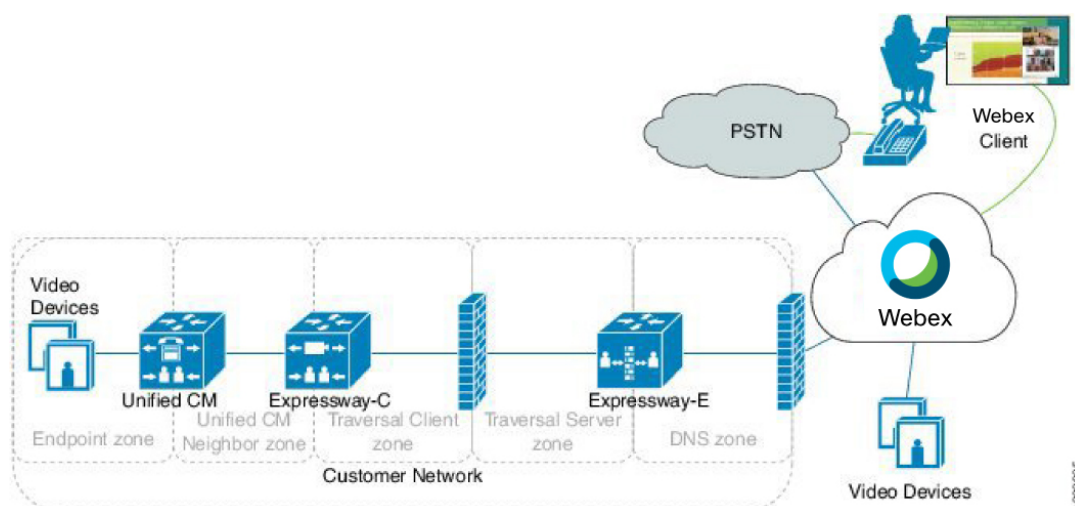 PSTN
Webex
Client
Webex
Video
Devices
Unified CM
Expressway-C
Expressway-E
Endpoint zone
Unified CM
Neighbor zone
Traversal Client
zone
Traversal Server
zone
DNS zone
Customer Network
Video Devices